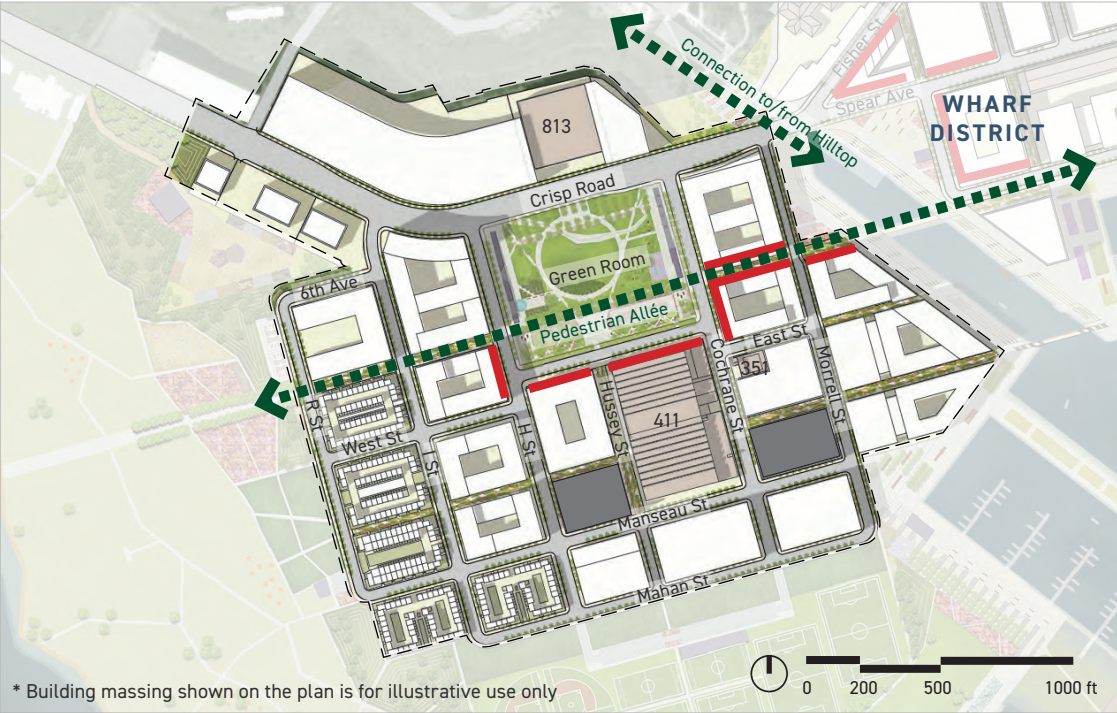 Connection to/from Hilltop
Fisher St
Spear Ave
WHARF
DISTRICT
813
Crisp Road
Green Room
6th Ave
Pedestrian Allée
East St
351
Cochrane St
Morrell St
R St
West St
I St
H St
Hussey St
411
Manseau St
Mahan St
* Building massing shown on the plan is for illustrative use only
0 200 500 1000 ft